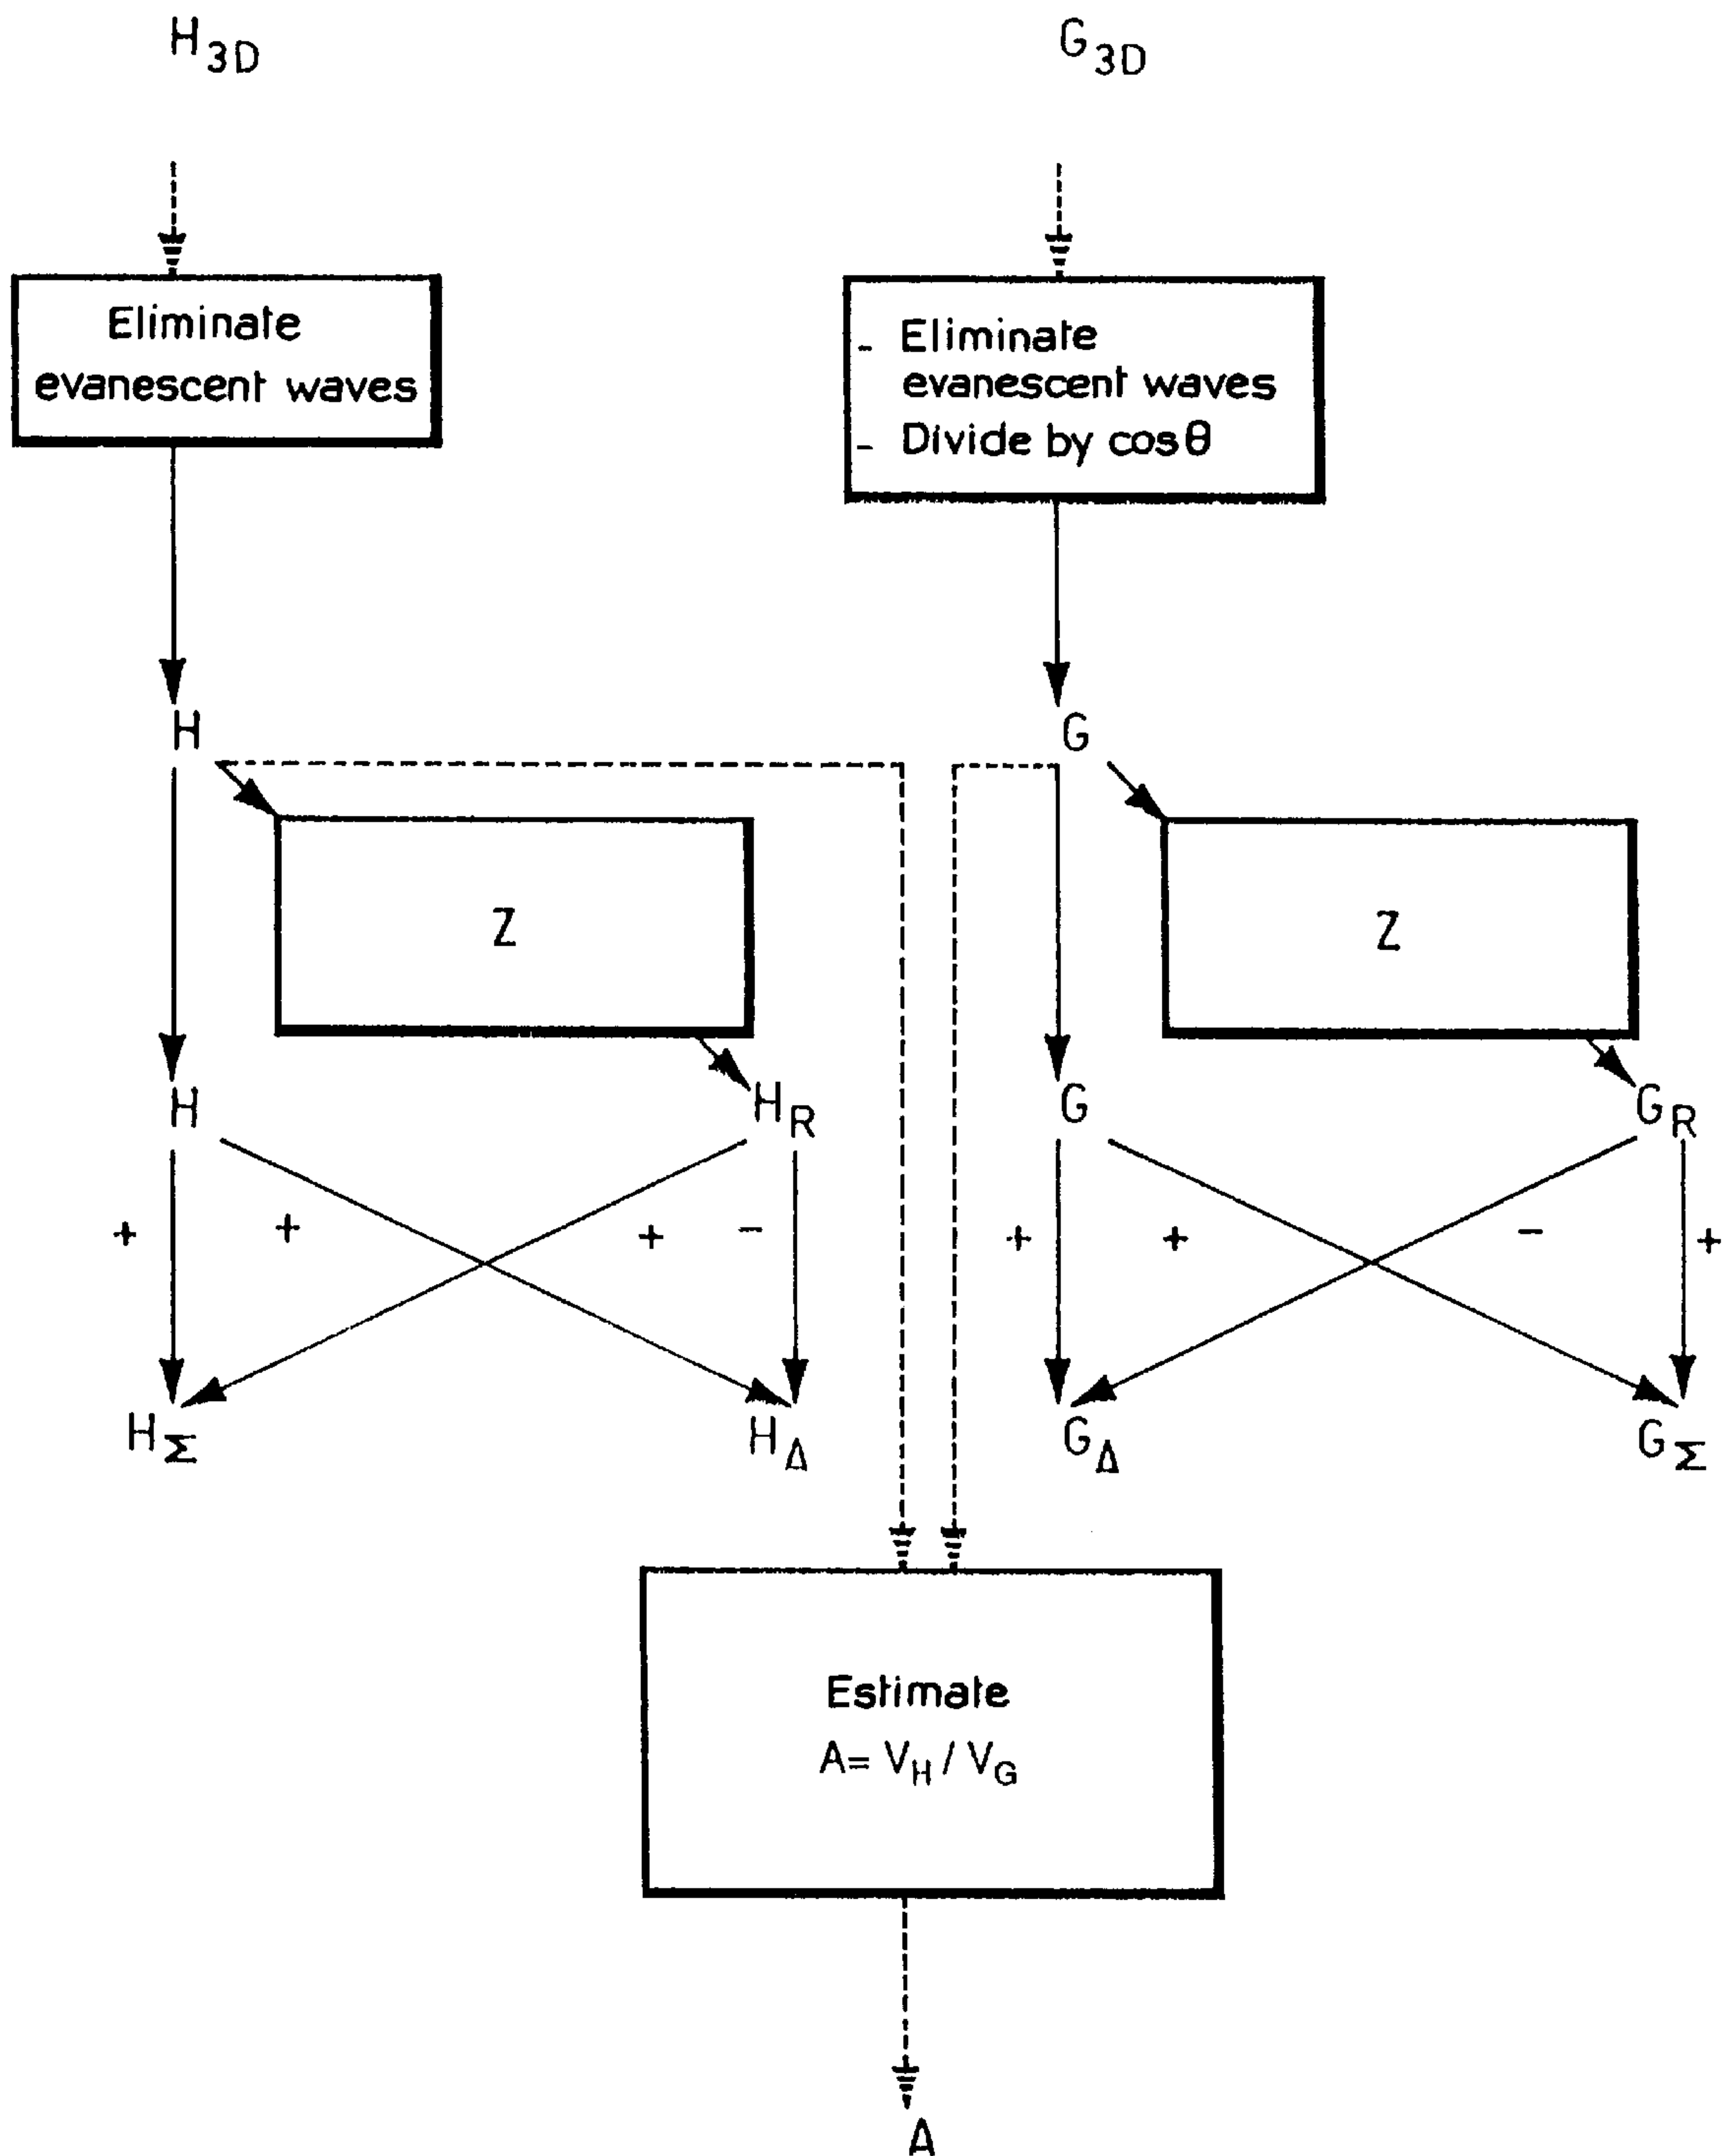 H3D
G3D
Eliminate
evanescent waves
- Eliminate
evanescent waves
- Divide by cosθ
H
G
Z
Z
H
HR
G
GR
+
+
+
-
+
+
-
+
HΣ
HΔ
GΔ
GΣ
Estimate
A= VH / VG
A